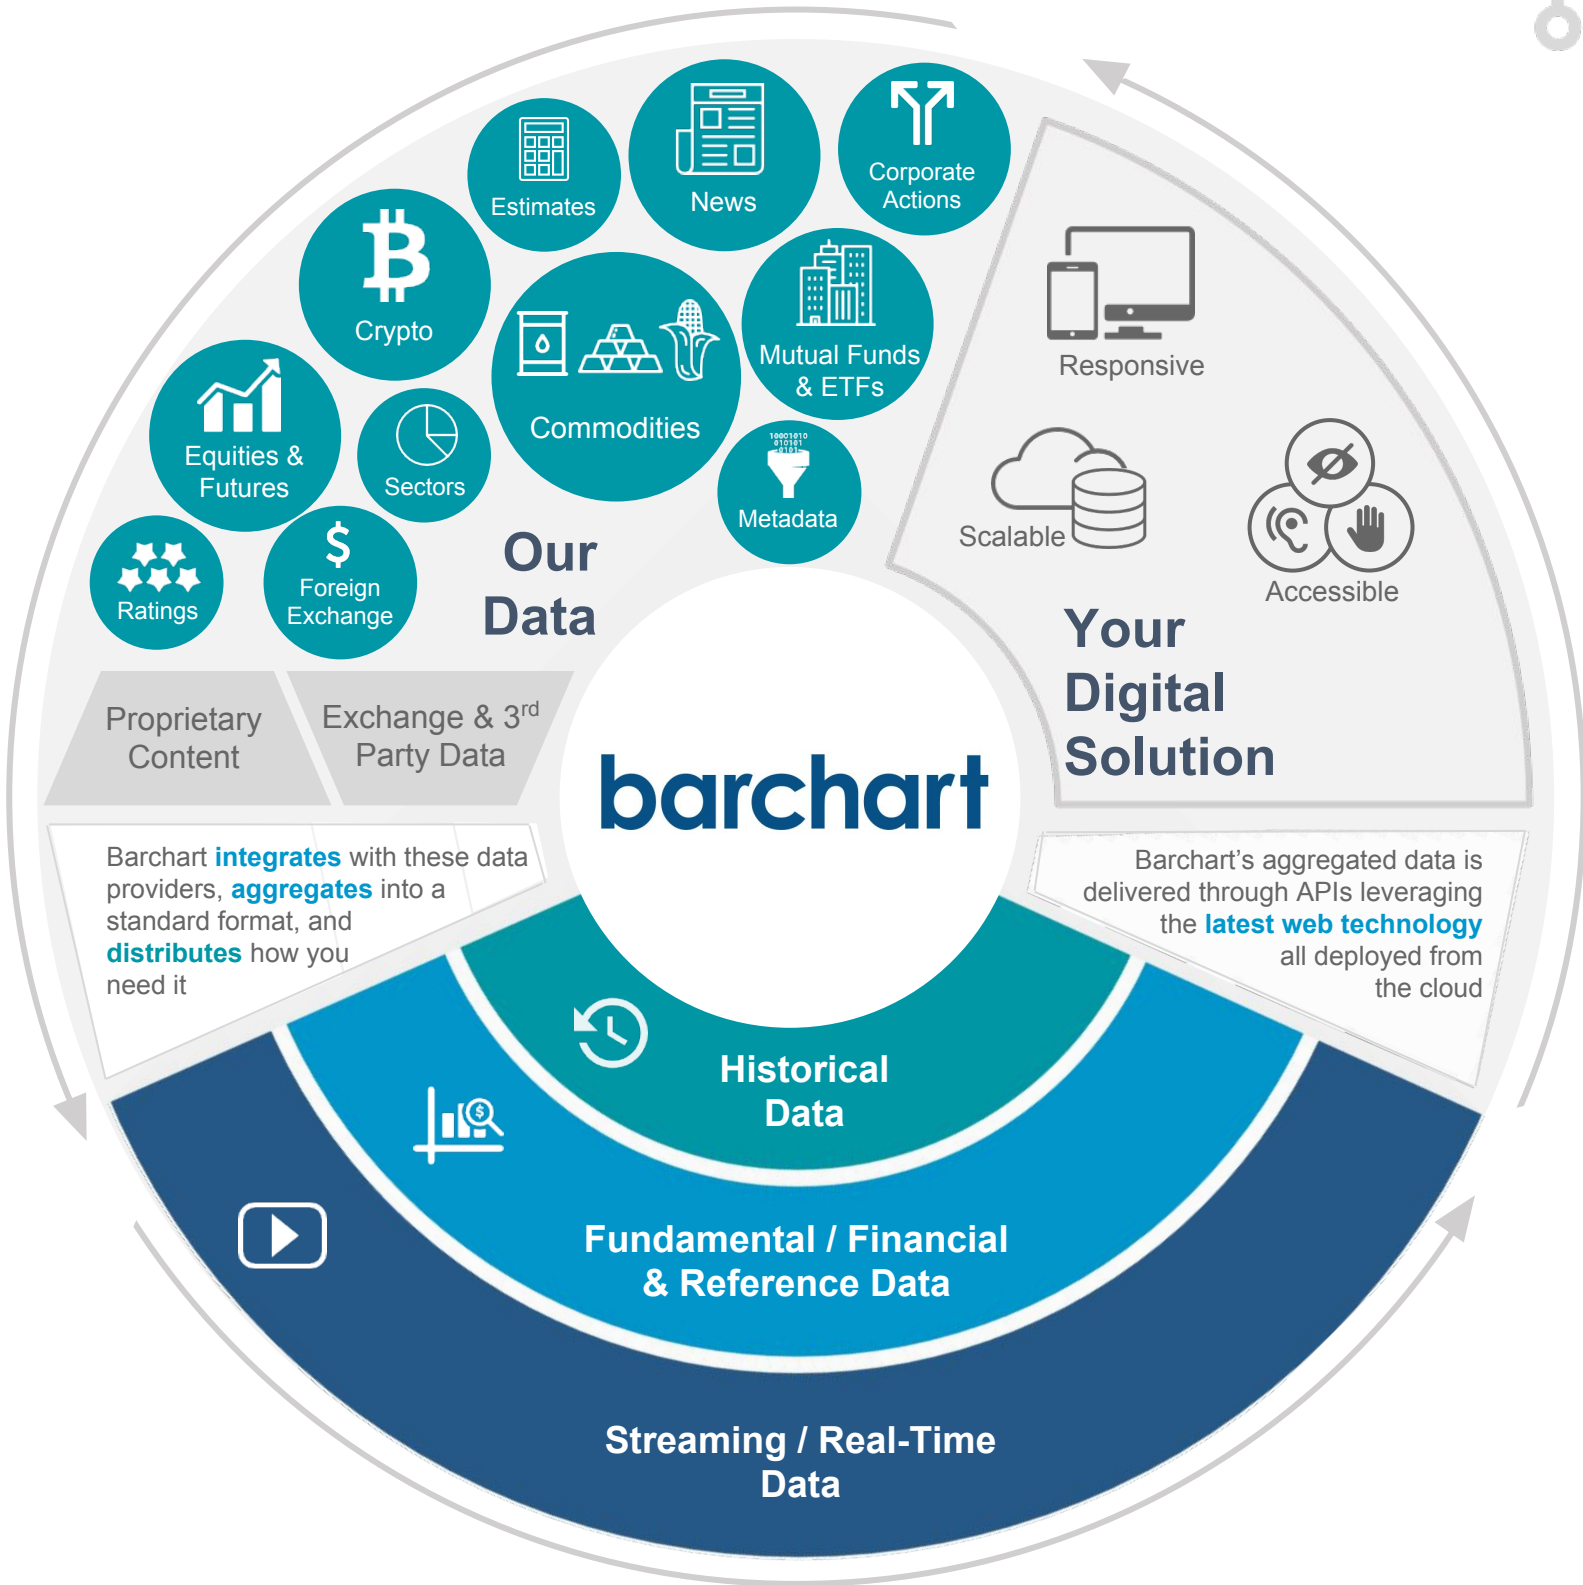 Estimates
News
Corporate
Actions
Crypto
Commodities
Mutual Funds
& ETFs
Equities &
Futures
Sectors
10001010
010101
0101
Metadata
Ratings
$
Foreign
Exchange
Our
Data
Proprietary
Content
Exchange & 3rd
Party Data
Responsive
Scalable
Accessible
Your
Digital
Solution
barchart
Barchart integrates with these data
providers, aggregates into a
standard format, and
distributes how you
need it
Barchart’s aggregated data is
delivered through APIs leveraging
the latest web technology
all deployed from
the cloud
Historical
Data
$
Fundamental / Financial
& Reference Data
Streaming / Real-Time
Data